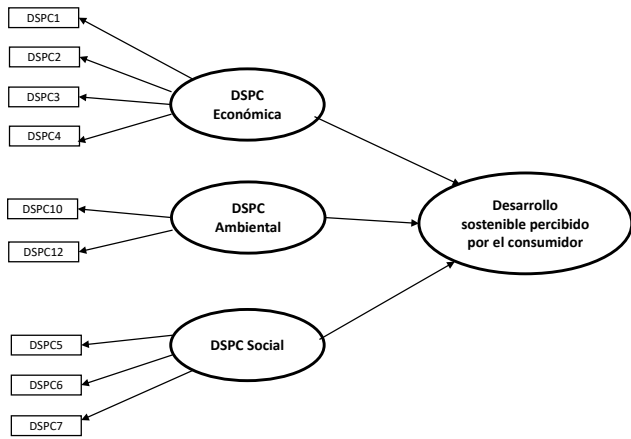 DSPC1
DSPC2
DSPC3
DSPC4
DSPC
Económica
DSPC10
DSPC12
DSPC
Ambiental
DSPC5
DSPC6
DSPC7
DSPC Social
Desarrollo
sostenible percibido
por el consumidor